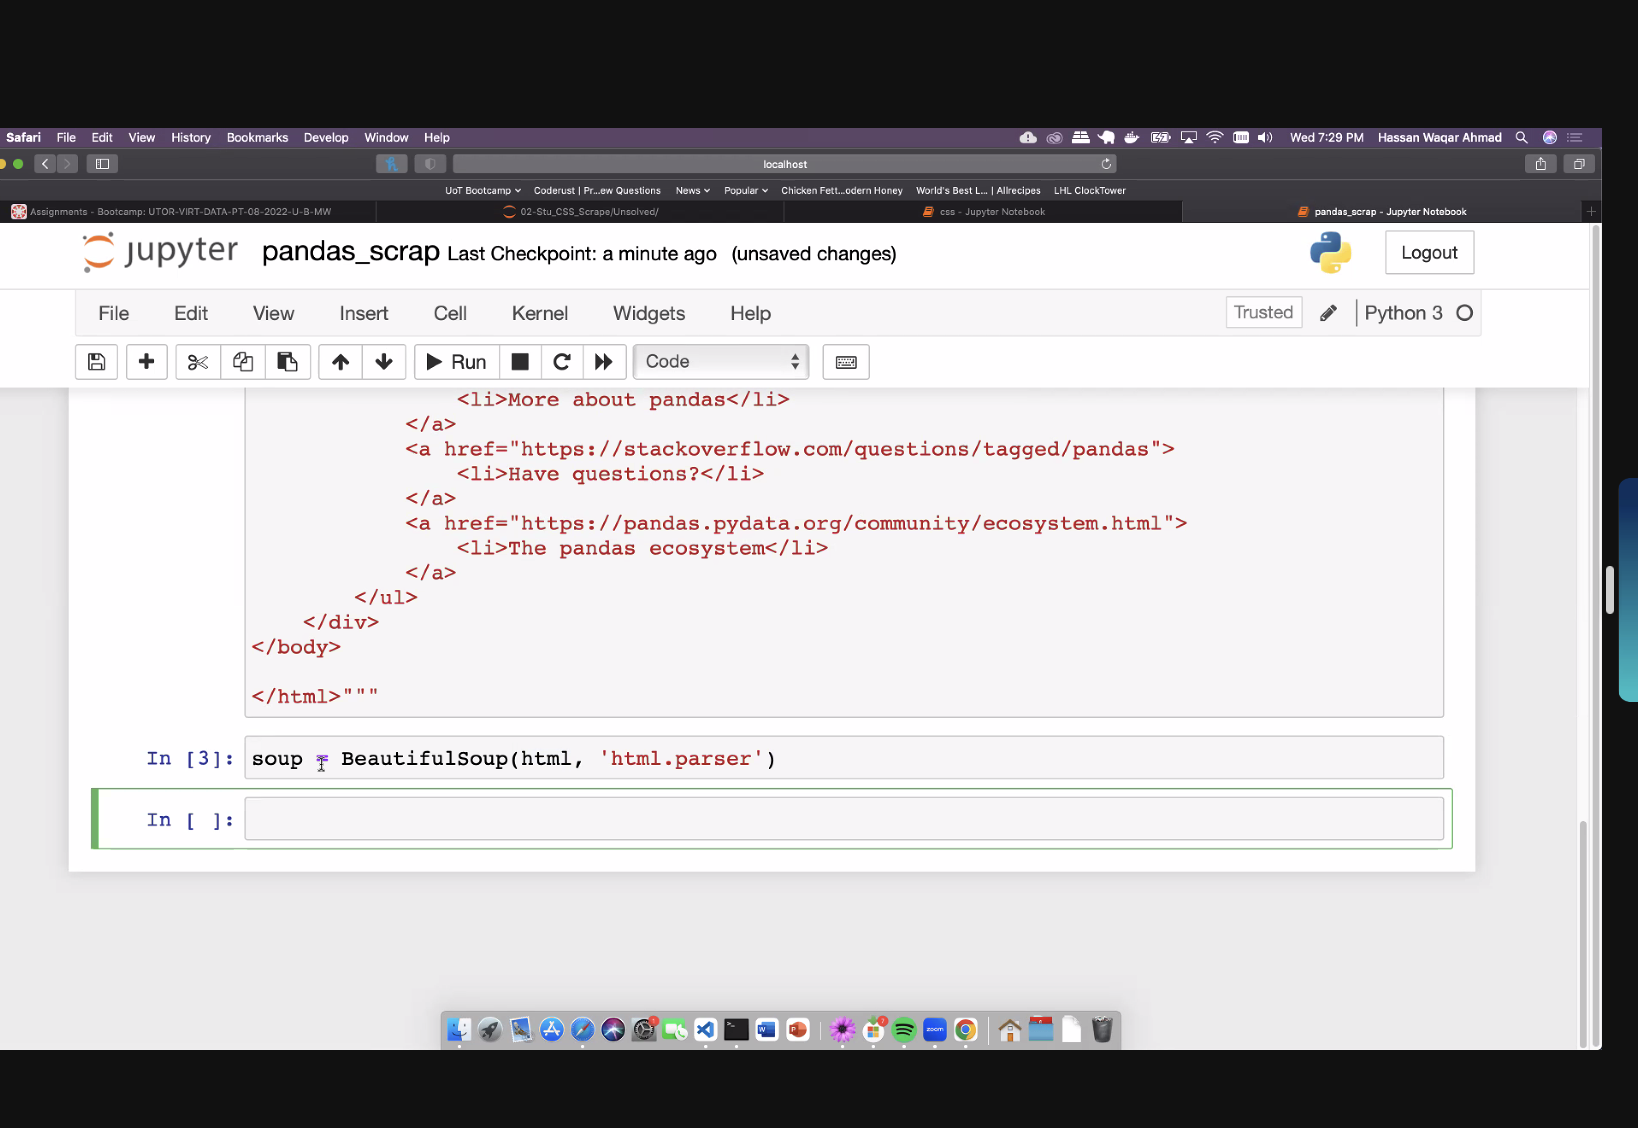 Safari File Edit View History Bookmarks Develop Window Help Wed 7:29 PM Hassan Waqar Ahmad
localhost
UoT Bootcamp Coderust | Pr...ew Questions News Popular Chicken Fett...odern Honey World's Best L... | Allrecipes LHL ClockTower
Assignments - Bootcamp: UTOR-VIRT-DATA-PT-08-2022-U-B-MW 02-Stu_CSS_Scrape/Unsolved/ css - Jupyter Notebook pandas_scrap - Jupyter Notebook
jupyter pandas_scrap Last Checkpoint: a minute ago (unsaved changes) Logout
File Edit View Insert Cell Kernel Widgets Help Trusted Python 3
Run Code
<li>More about pandas</li>
</a>
<a href="https://stackoverflow.com/questions/tagged/pandas">
<li>Have questions?</li>
</a>
<a href="https://pandas.pydata.org/community/ecosystem.html">
<li>The pandas ecosystem</li>
</a>
</ul>
</div>
</body>
</html>"""
In [3]: soup = BeautifulSoup(html, 'html.parser')
In [ ]:
zoom